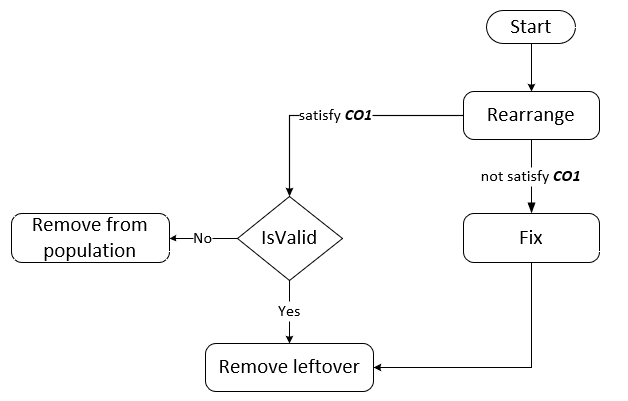 Start
Rearrange
satisfy CO1
not satisfy CO1
Remove from
population
No
IsValid
Fix
Yes
Remove leftover